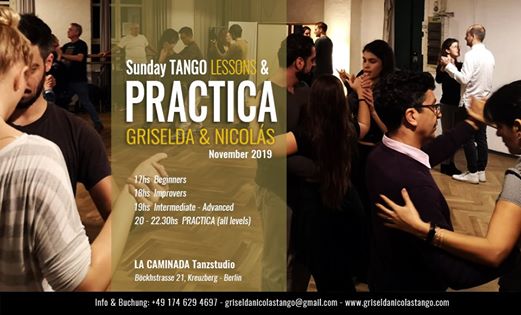 Sunday TANGO LESSONS &
PRACTICA
GRISELDA & NICOLÁS
November 2019
17hs Beginners
18hs Improvers
19hs Intermediate - Advanced
20 - 22.30hs PRACTICA (all levels)
LA CAMINADA Tanzstudio
Böckhstrasse 21, Kreuzberg - Berlin
Info & Buchung: +49 174 629 4697 - griseldanicolastango@gmail.com - www.griseldanicolastango.com